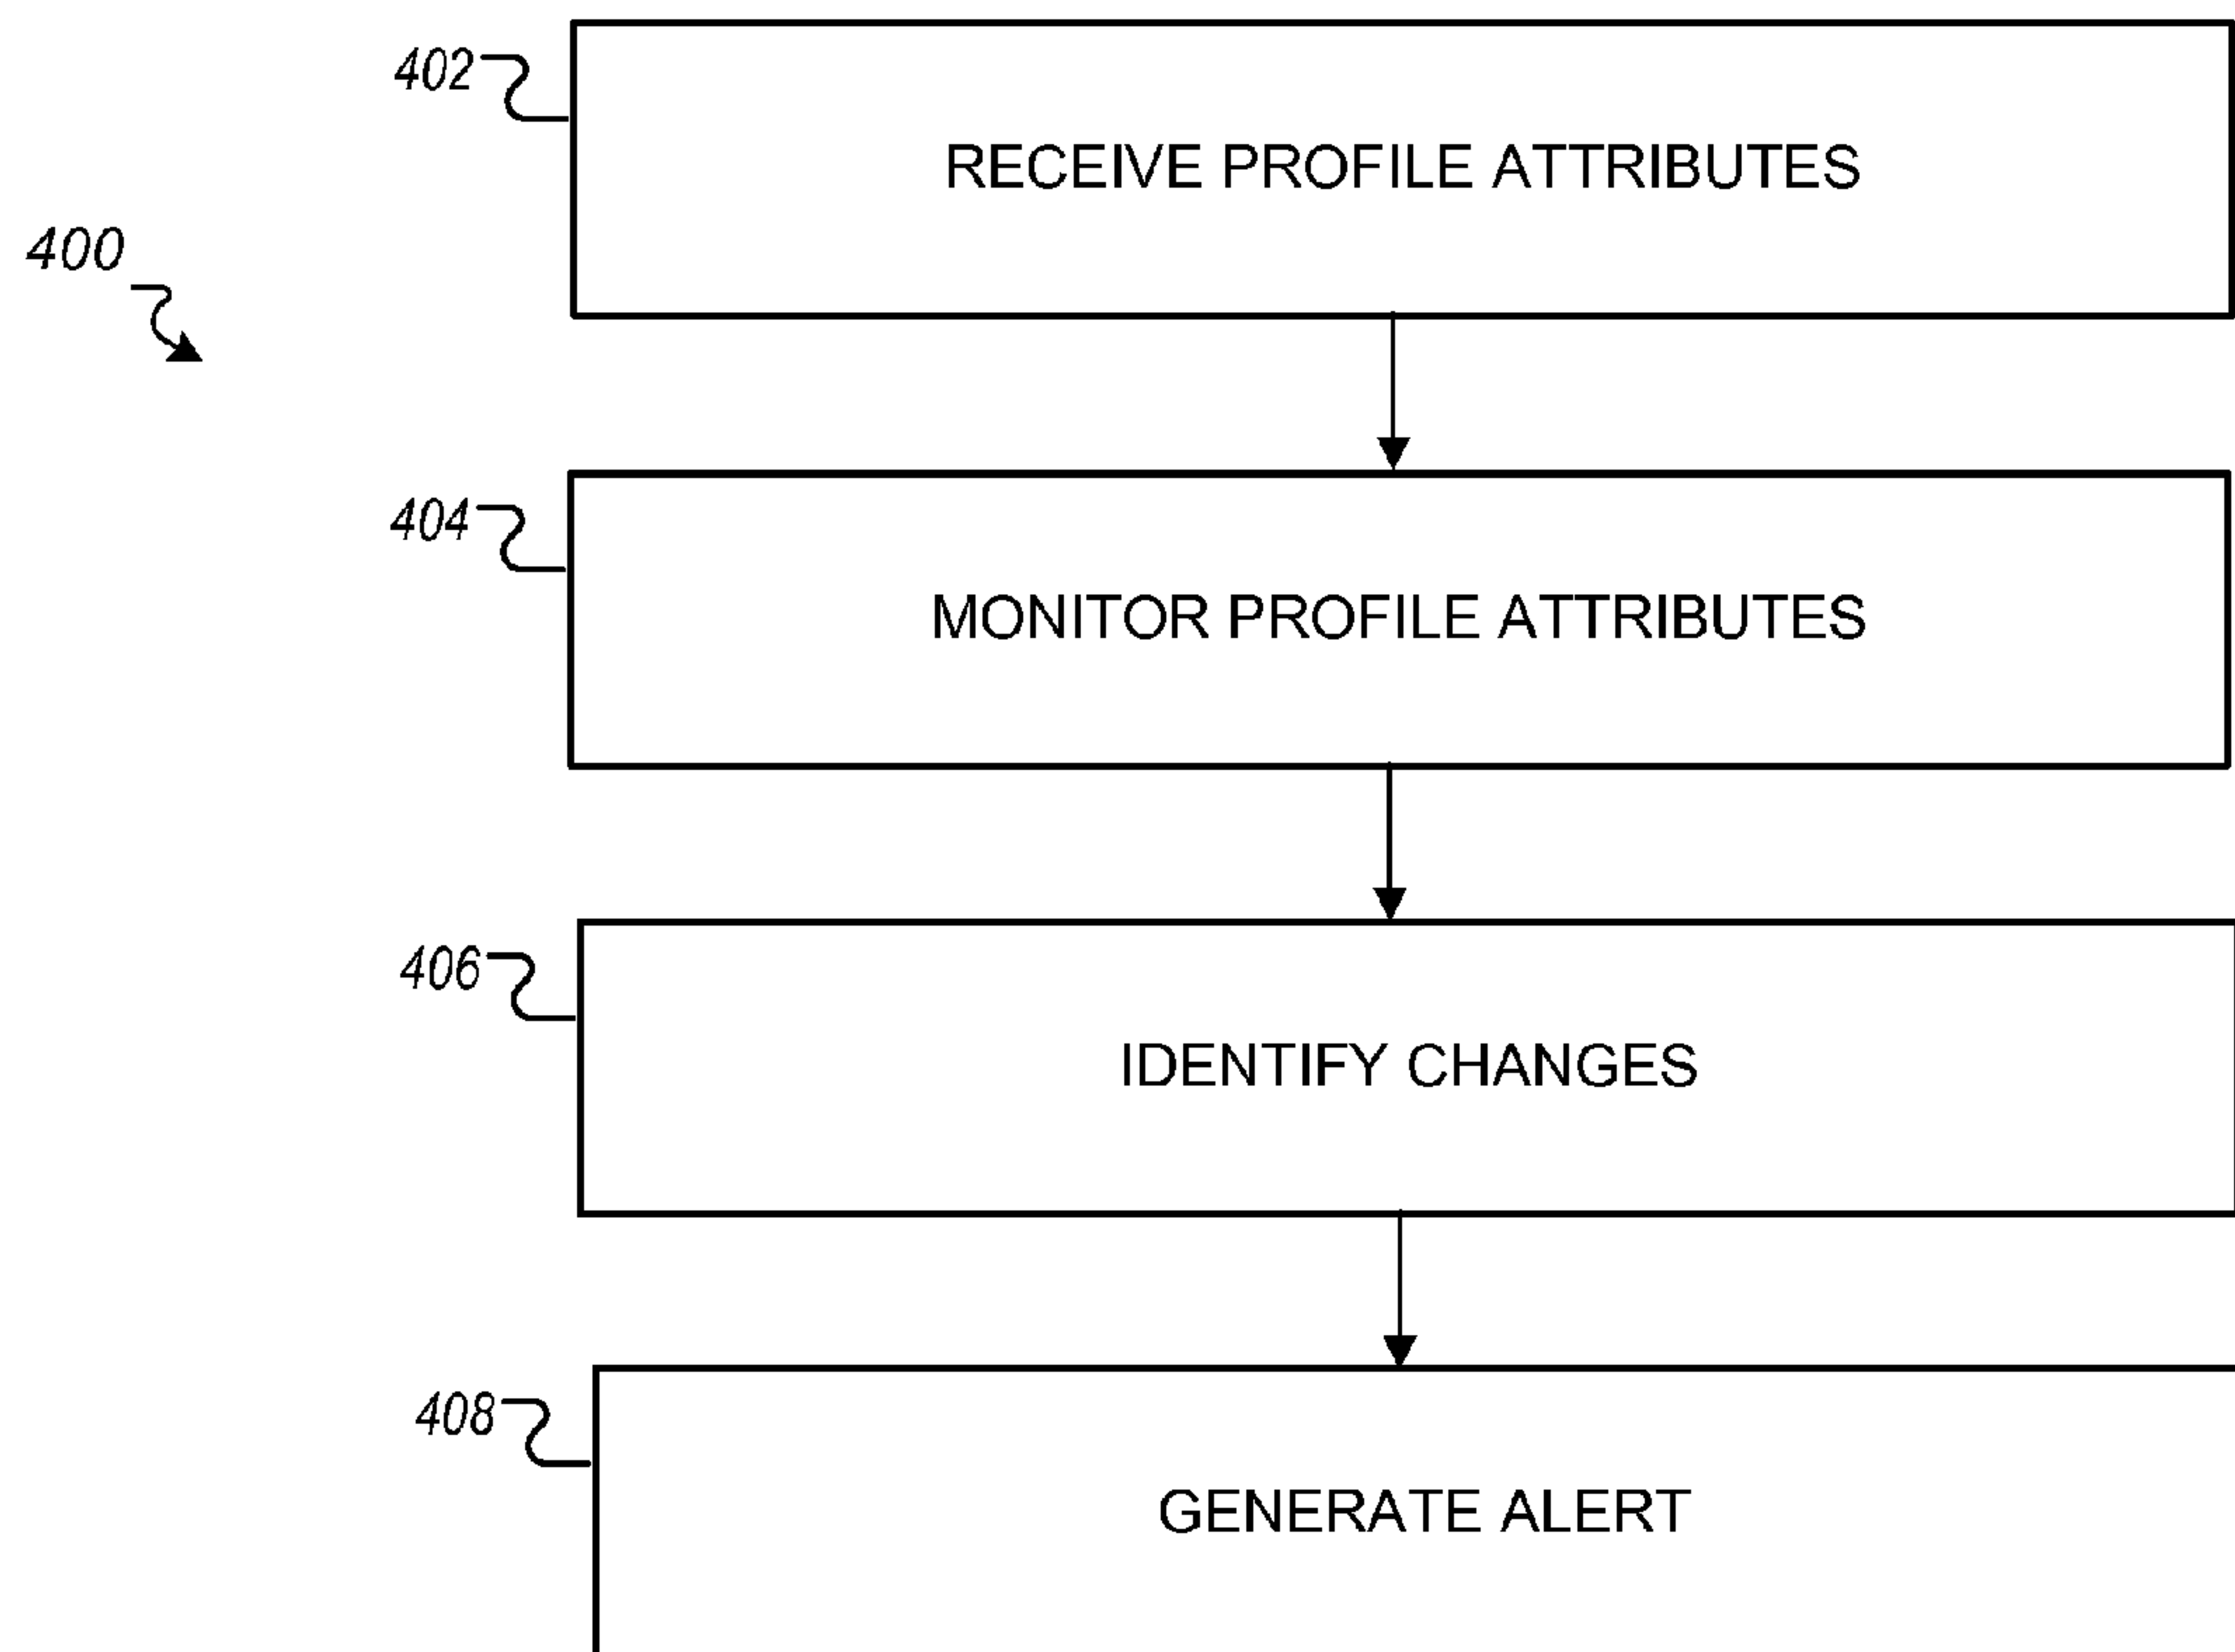 402
RECEIVE PROFILE ATTRIBUTES
400
404
MONITOR PROFILE ATTRIBUTES
406
IDENTIFY CHANGES
408
GENERATE ALERT